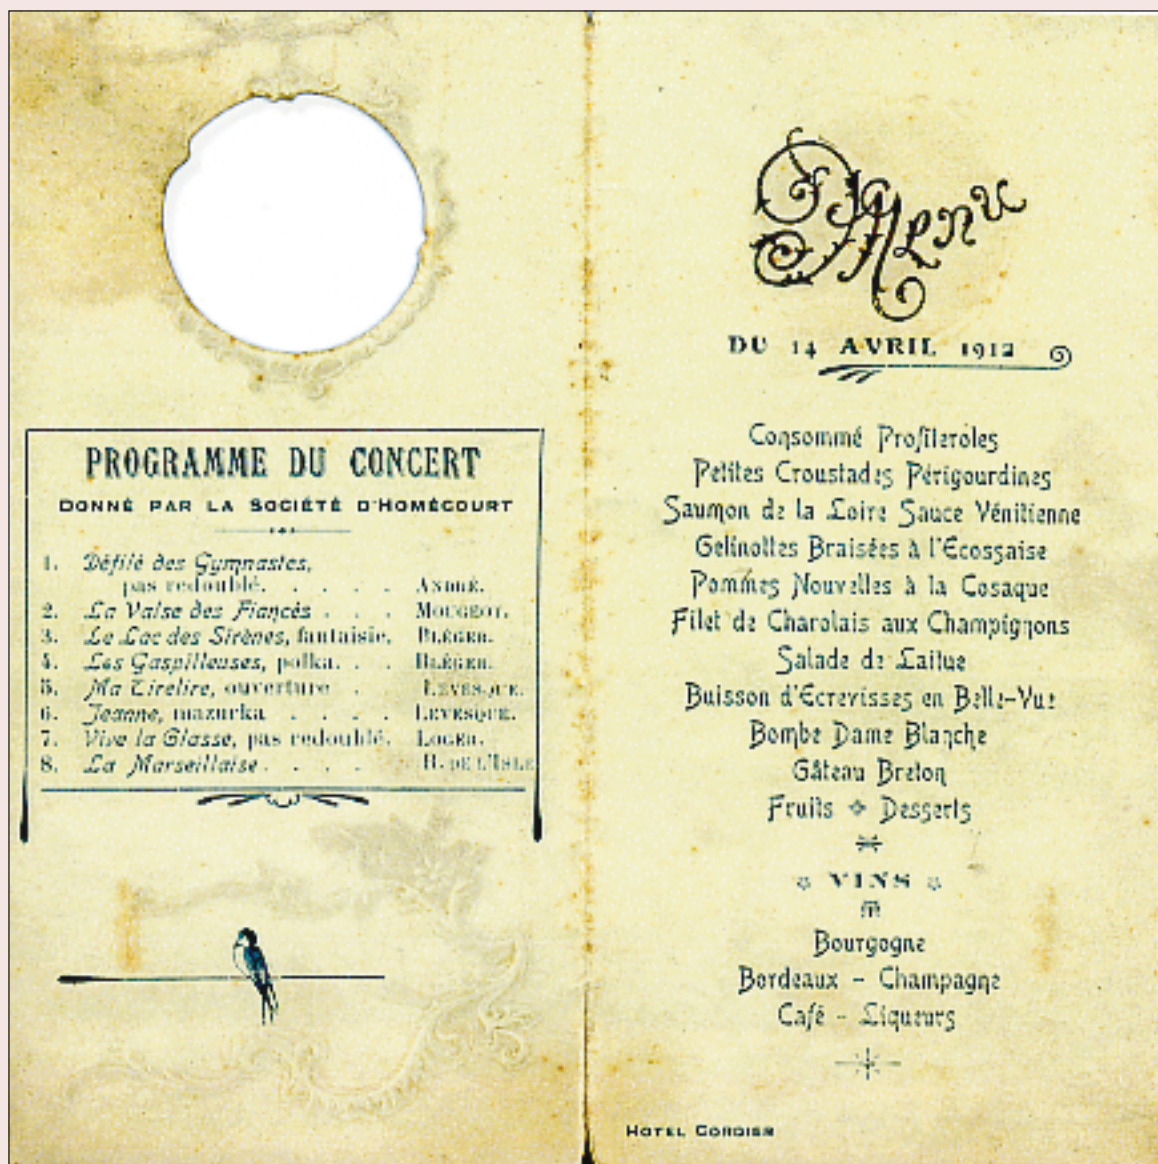 PROGRAMME DU CONCERT
DONNÉ PAR LA SOCIÉTÉ D'HOMÉCOURT
1. Défilé des Gymnastes,
pas redoublé. . . . . ANDRÉ.
2. La Valse des Fiancés . . . MOUGEOT.
3. Le Lac des Sirènes, fantaisie. BLÉGER.
4. Les Gaspilleuses, polka. . . BLÉGER.
5. Ma Tirelire, ouverture . LEVESQUE.
6. Jeanne, mazurka . . . . LEVESQUE.
7. Vive la Glasse, pas redoublé. LOGER.
8. La Marseillaise . . . . R. DE L'ISLE
Menu
DU 14 AVRIL 1912
Consommé Profiteroles
Petites Croustades Périgourdines
Saumon de la Loire Sauce Vénitienne
Gelinottes Braisées à l'Ecossaise
Pommes Nouvelles à la Cosaque
Filet de Charolais aux Champignons
Salade de Laitue
Buisson d'Ecrevisses en Belle-Vue
Bombe Dame Blanche
Gâteau Breton
Fruits ❖ Desserts
VINS
Bourgogne
Bordeaux - Champagne
Café - Liqueurs
HOTEL CORDIER